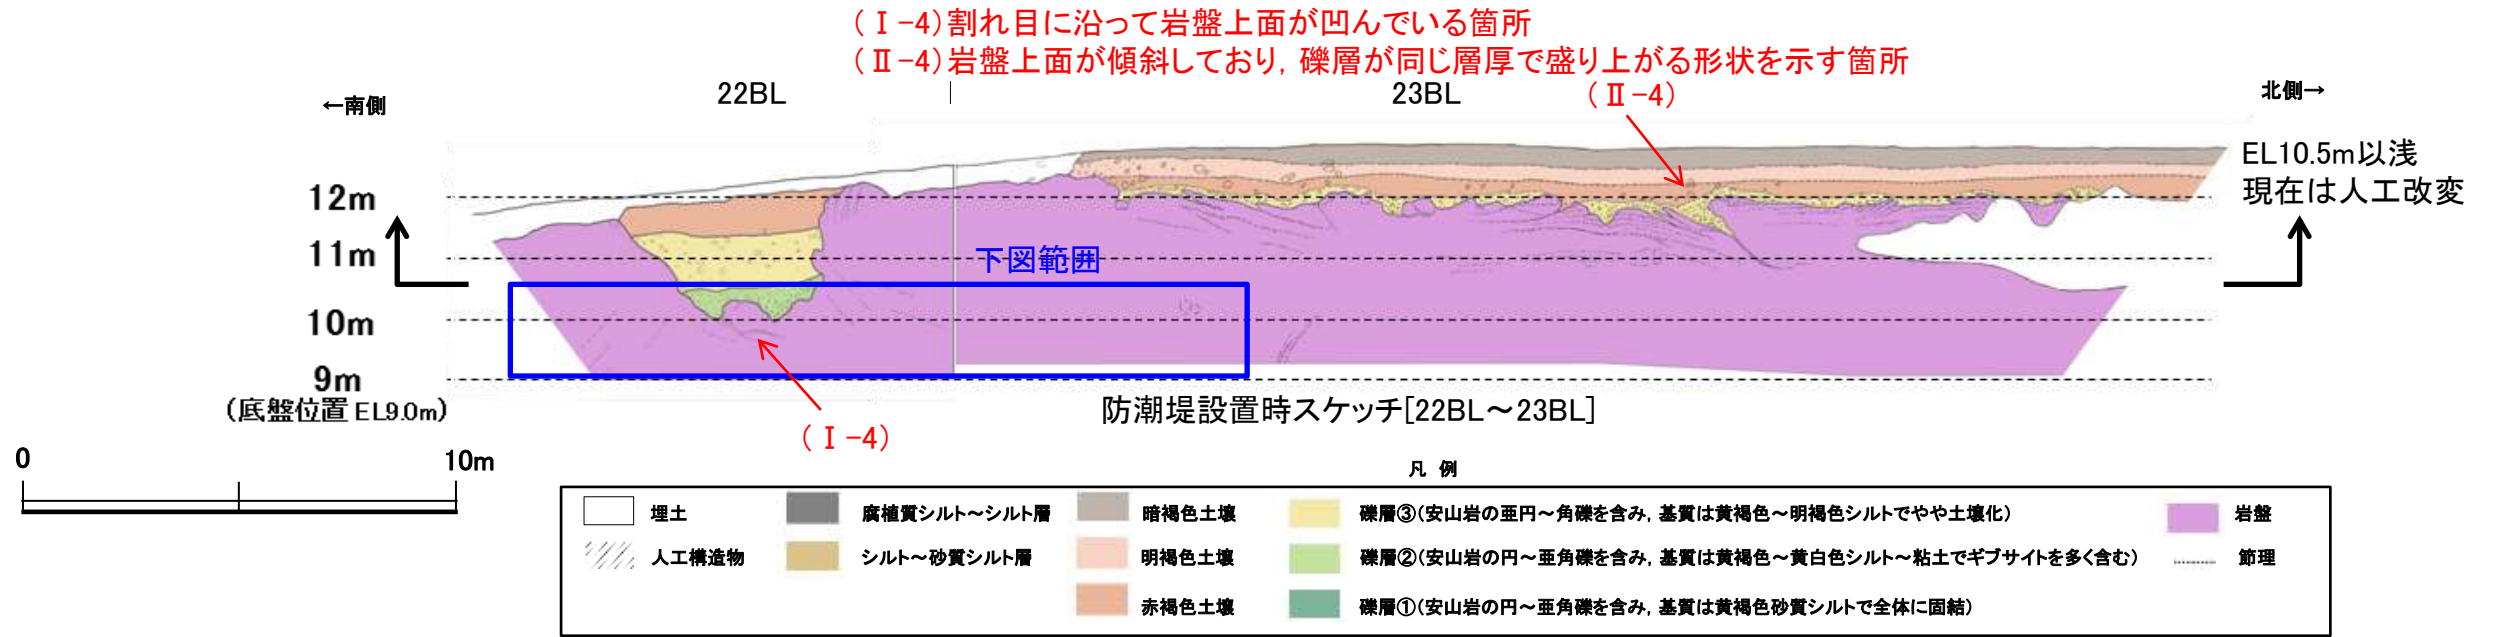 (Ⅰ-4)割れ目に沿って岩盤上面が凹んでいる箇所
(Ⅱ-4)岩盤上面が傾斜しており,礫層が同じ層厚で盛り上がる形状を示す箇所
←南側
22BL
23BL
(Ⅱ-4)
北側→
EL10.5m以浅
現在は人工改変
12m
11m
下図範囲
10m
9m
(底盤位置 EL9.0m)
(Ⅰ-4)
防潮堤設置時スケッチ[22BL~23BL]
0
10m
凡 例
埋土
腐植質シルト~シルト層
暗褐色土壌
礫層③(安山岩の亜円~角礫を含み,基質は黄褐色~明褐色シルトでやや土壌化)
岩盤
人工構造物
シルト~砂質シルト層
明褐色土壌
礫層②(安山岩の円~亜角礫を含み,基質は黄褐色~黄白色シルト~粘土でギブサイトを多く含む)
節理
赤褐色土壌
礫層①(安山岩の円~亜角礫を含み,基質は黄褐色砂質シルトで全体に固結)